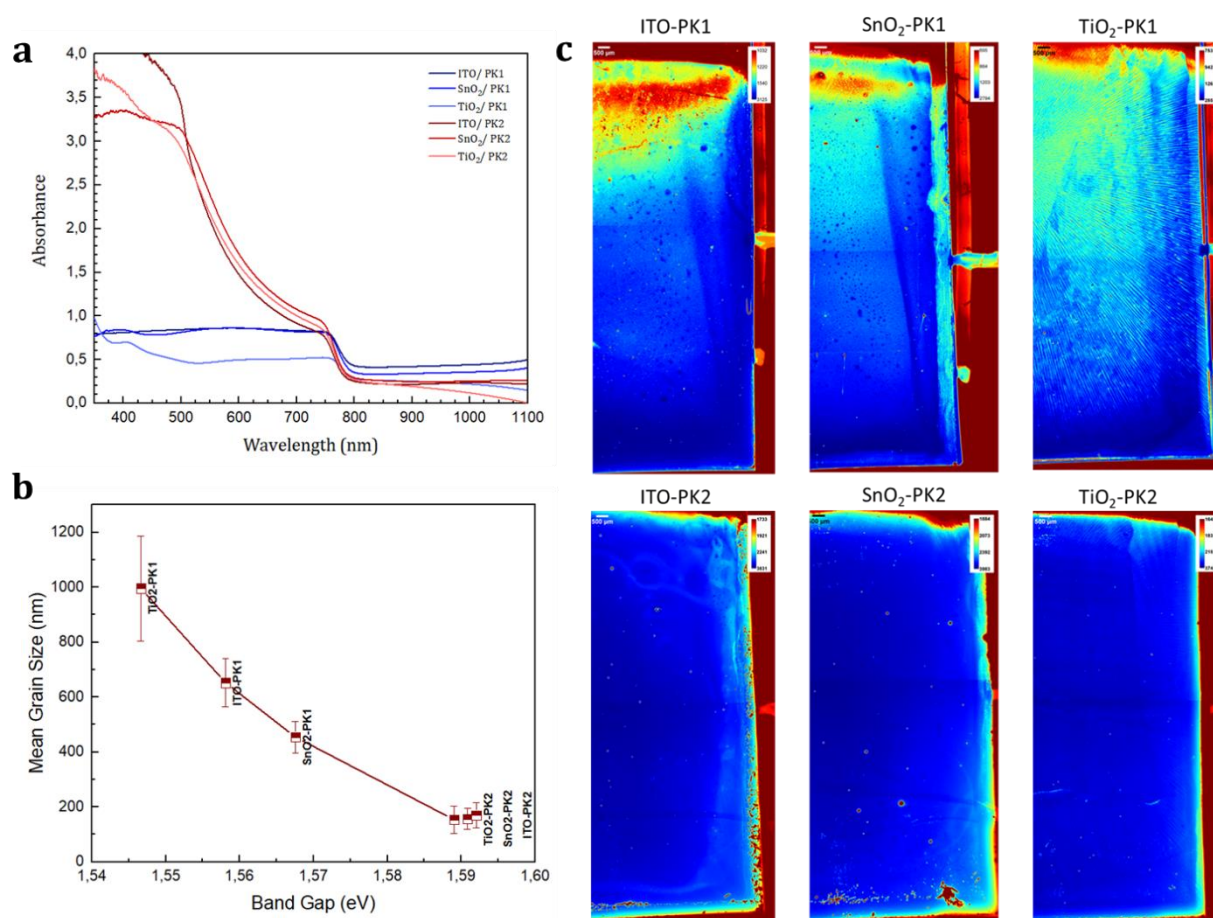 a
4,0
3,5
3,0
2,5
2,0
1,5
1,0
0,5
0,0
Absorbance
400 500 600 700 800 900 1000 1100
Wavelength (nm)
ITO/ PK1
SnO₂/ PK1
TiO₂/ PK1
ITO/ PK2
SnO₂/ PK2
TiO₂/ PK2
b
1200
1000
800
600
400
200
0
Mean Grain Size (nm)
TiO2-PK1
ITO-PK1
SnO2-PK1
TiO2-PK2
SnO2-PK2
ITO-PK2
1,54 1,55 1,56 1,57 1,58 1,59 1,60
Band Gap (eV)
c
ITO-PK1
SnO₂-PK1
TiO₂-PK1
500 µm
ITO-PK2
SnO₂-PK2
TiO₂-PK2
500 µm
500 µm